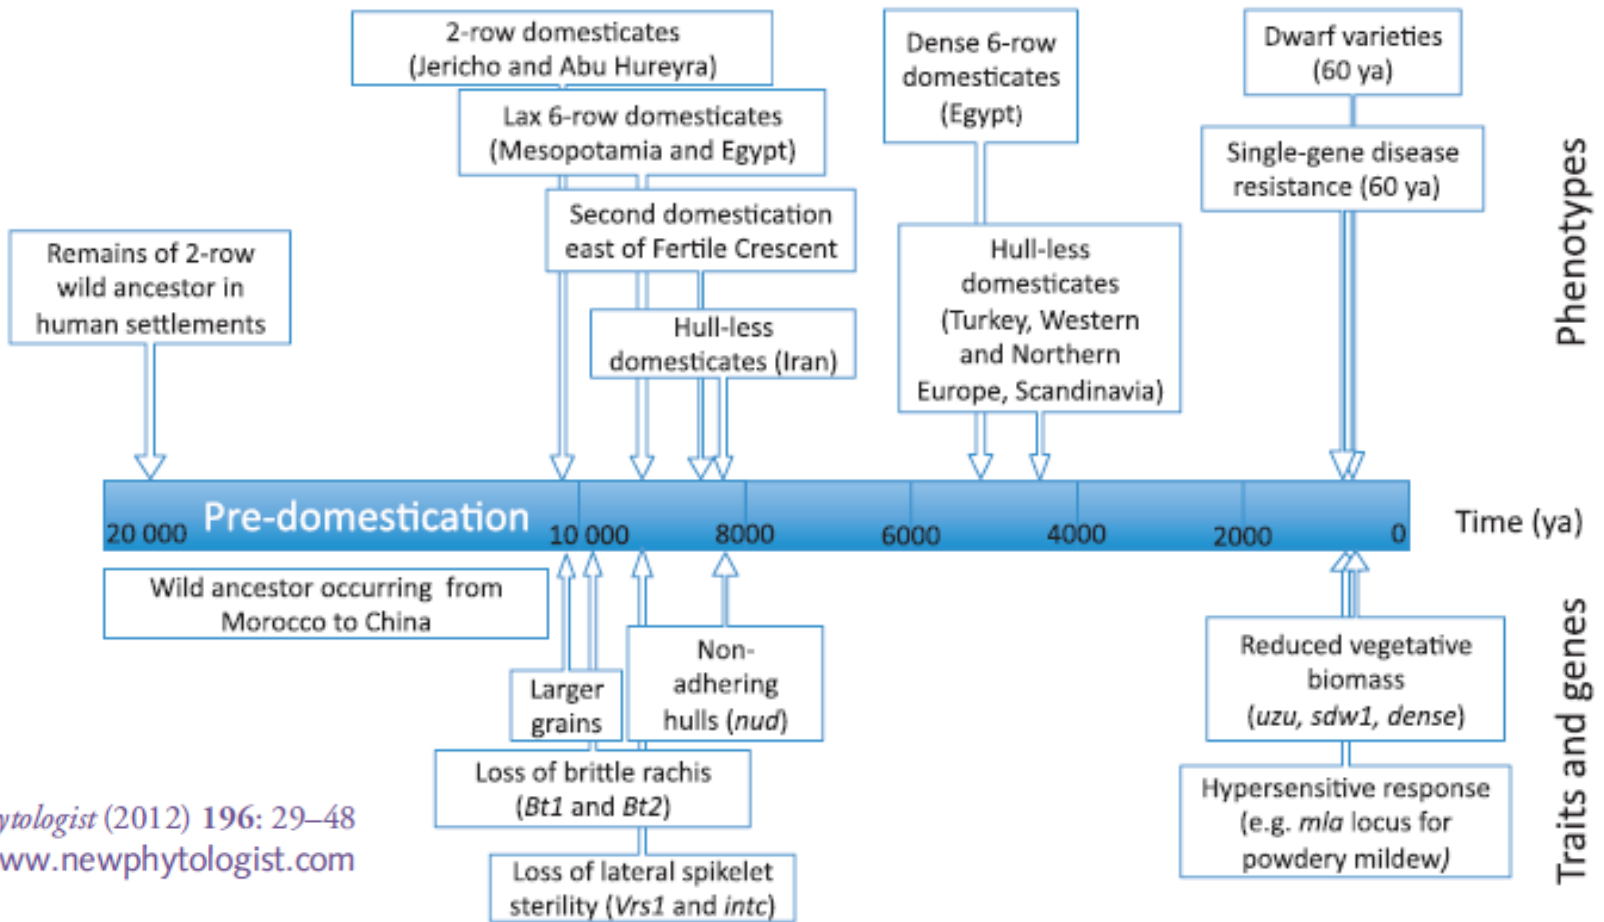 2-row domesticates
(Jericho and Abu Hureyra)
Lax 6-row domesticates
(Mesopotamia and Egypt)
Second domestication
east of Fertile Crescent
Hull-less
domesticates (Iran)
Remains of 2-row
wild ancestor in
human settlements
Dense 6-row
domesticates
(Egypt)
Hull-less
domesticates
(Turkey, Western
and Northern
Europe, Scandinavia)
Dwarf varieties
(60 ya)
Single-gene disease
resistance (60 ya)
Phenotypes
Pre-domestication
20 000
10 000
8000
6000
4000
2000
0
Time (ya)
Wild ancestor occurring from
Morocco to China
Larger
grains
Non-
adhering
hulls (nud)
Loss of brittle rachis
(Bt1 and Bt2)
Loss of lateral spikelet
sterility (Vrs1 and intc)
Reduced vegetative
biomass
(uzu, sdw1, dense)
Hypersensitive response
(e.g. mla locus for
powdery mildew)
Traits and genes
ytologist (2012) 196: 29–48
ww.newphytologist.com